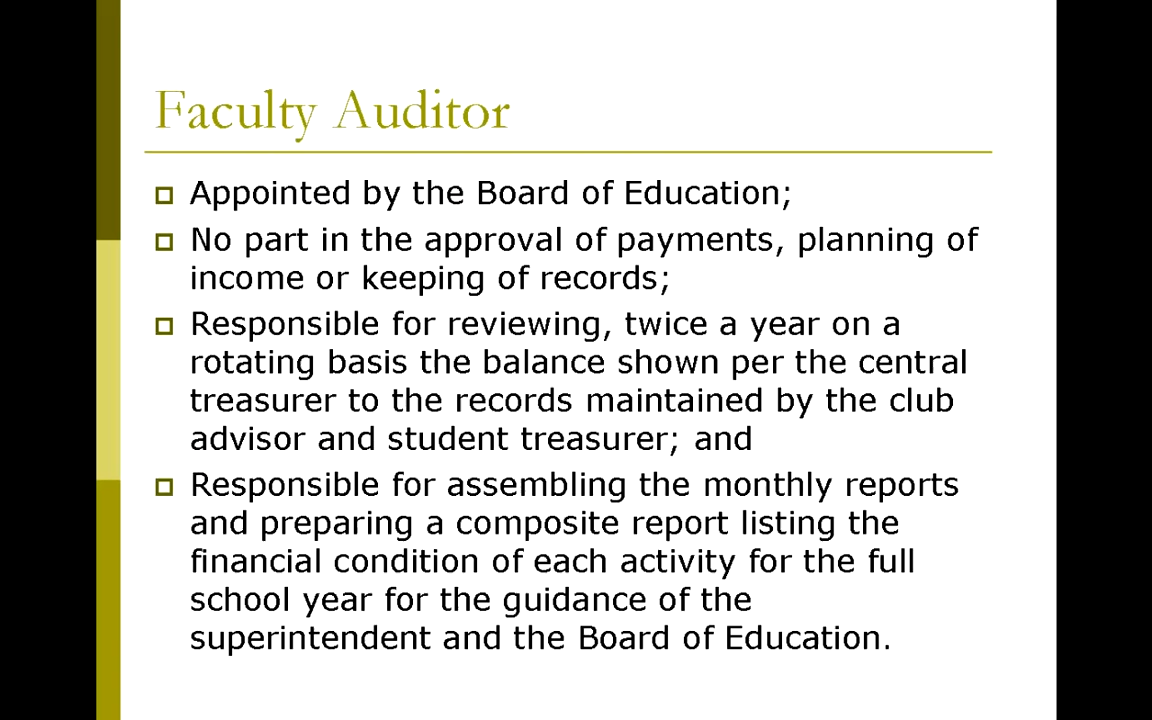 Faculty Auditor
Appointed by the Board of Education;
No part in the approval of payments, planning of
income or keeping of records;
Responsible for reviewing, twice a year on a
rotating basis the balance shown per the central
treasurer to the records maintained by the club
advisor and student treasurer; and
Responsible for assembling the monthly reports
and preparing a composite report listing the
financial condition of each activity for the full
school year for the guidance of the
superintendent and the Board of Education.